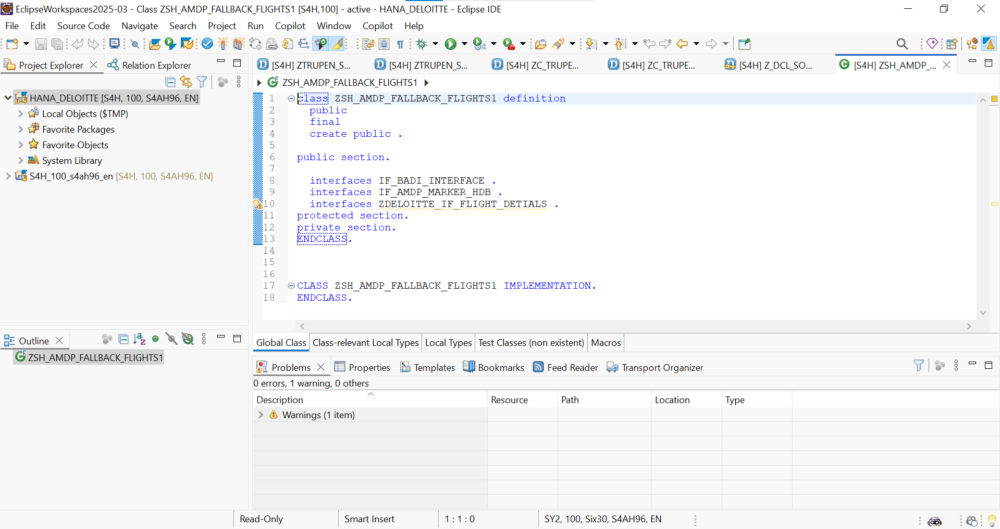 EclipseWorkspaces2025-03 - Class ZSH_AMDP_FALLBACK_FLIGHTS1 [S4H,100] - active - HANA_DELOITTE - Eclipse IDE
File Edit Source Code Navigate Search Project Run Copilot Window Copilot Help
Project Explorer
Relation Explorer
HANA_DELOITTE [S4H, 100, S4AH96, EN]
Local Objects ($TMP)
Favorite Packages
Favorite Objects
System Library
S4H_100_s4ah96_en [S4H, 100, S4AH96, EN]
Outline
ZSH_AMDP_FALLBACK_FLIGHTS1
[S4H] ZTRUPEN_S... [S4H] ZTRUPEN_S... [S4H] ZC_TRUPE... [S4H] ZC_TRUPE... [S4H] Z_DCL_SO... [S4H] ZSH_AMDP_...
ZSH_AMDP_FALLBACK_FLIGHTS1
1 class ZSH_AMDP_FALLBACK_FLIGHTS1 definition
2 public
3 final
4 create public .
5
6 public section.
7
8 interfaces IF_BADI_INTERFACE .
9 interfaces IF_AMDP_MARKER_HDB .
10 interfaces ZDELOITTE_IF_FLIGHT_DETIALS .
11 protected section.
12 private section.
13 ENDCLASS.
14
15
16
17 CLASS ZSH_AMDP_FALLBACK_FLIGHTS1 IMPLEMENTATION.
18 ENDCLASS.
Global Class Class-relevant Local Types Local Types Test Classes (non existent) Macros
Problems Properties Templates Bookmarks Feed Reader Transport Organizer
0 errors, 1 warning, 0 others
Description Resource Path Location Type
Warnings (1 item)
Read-Only Smart Insert 1 : 1 : 0 SY2, 100, Six30, S4AH96, EN